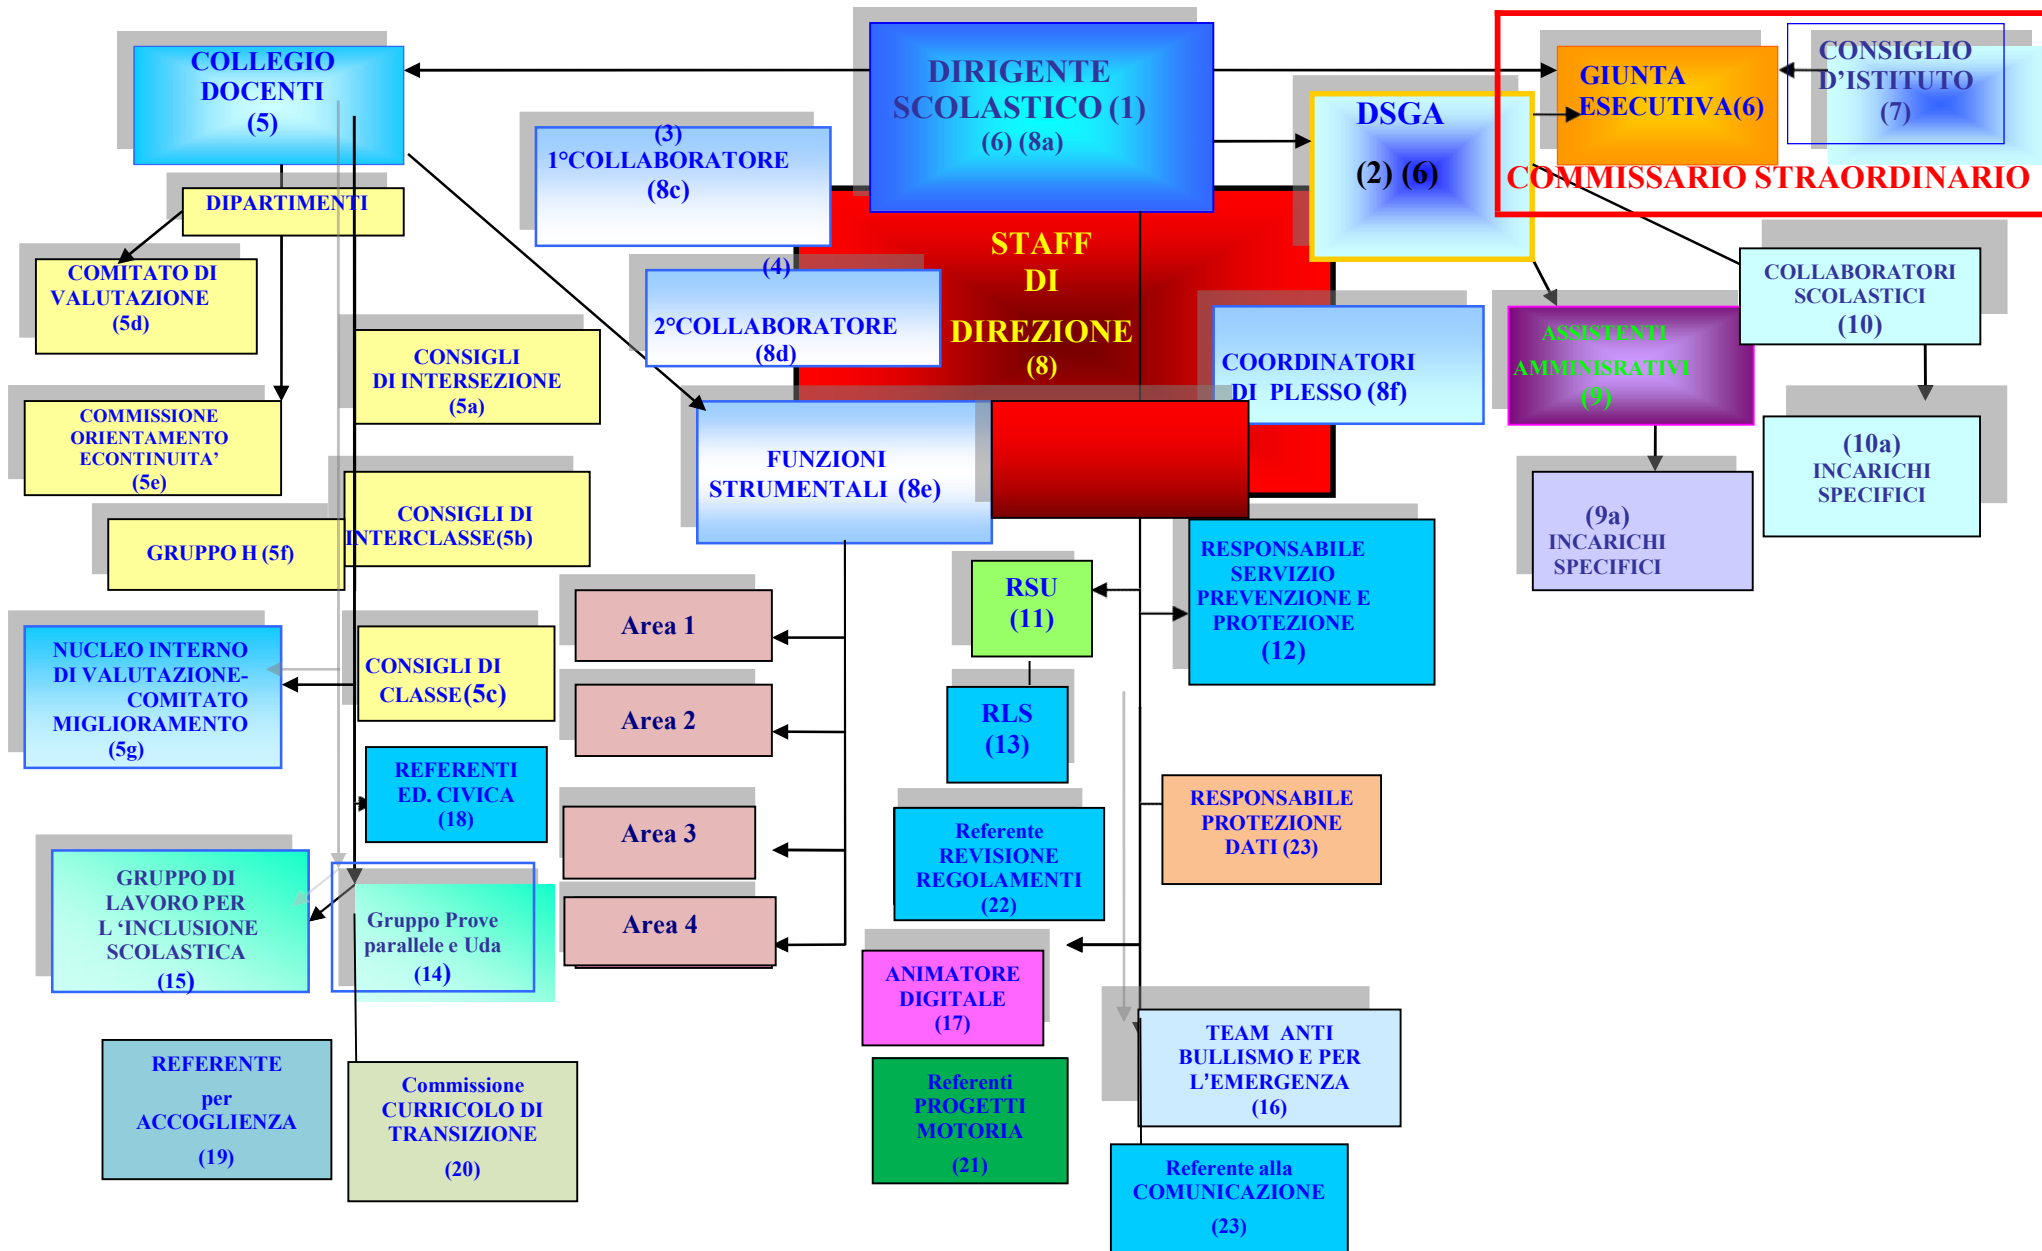 COLLEGIO
DOCENTI
(5)
DIRIGENTE
SCOLASTICO (1)
(6) (8a)
DSGA
(2) (6)
GIUNTA
ESECUTIVA(6)
CONSIGLIO
D’ISTITUTO
(7)
COMMISSARIO STRAORDINARIO
(3)
1°COLLABORATORE
(8c)
DIPARTIMENTI
STAFF
DI
DIREZIONE
(8)
(4)
2°COLLABORATORE
(8d)
COMITATO DI
VALUTAZIONE
(5d)
COLLABORATORI
SCOLASTICI
(10)
ASSISTENTI
AMMINISRATIVI
(9)
CONSIGLI
DI INTERSEZIONE
(5a)
COORDINATORI
DI PLESSO (8f)
COMMISSIONE
ORIENTAMENTO
ECONTINUITA’
(5e)
FUNZIONI
STRUMENTALI (8e)
(10a)
INCARICHI
SPECIFICI
(9a)
INCARICHI
SPECIFICI
CONSIGLI DI
INTERCLASSE(5b)
GRUPPO H (5f)
RESPONSABILE
SERVIZIO
PREVENZIONE E
PROTEZIONE
(12)
RSU
(11)
Area 1
NUCLEO INTERNO
DI VALUTAZIONE-
COMITATO
MIGLIORAMENTO
(5g)
CONSIGLI DI
CLASSE(5c)
Area 2
RLS
(13)
REFERENTI
ED. CIVICA
(18)
RESPONSABILE
PROTEZIONE
DATI (23)
Area 3
Referente
REVISIONE
REGOLAMENTI
(22)
GRUPPO DI
LAVORO PER
L ‘INCLUSIONE
SCOLASTICA
(15)
Gruppo Prove
parallele e Uda
(14)
Area 4
ANIMATORE
DIGITALE
(17)
TEAM ANTI
BULLISMO E PER
L’EMERGENZA
(16)
REFERENTE
per
ACCOGLIENZA
(19)
Commissione
CURRICOLO DI
TRANSIZIONE
(20)
Referenti
PROGETTI
MOTORIA
(21)
Referente alla
COMUNICAZIONE
(23)